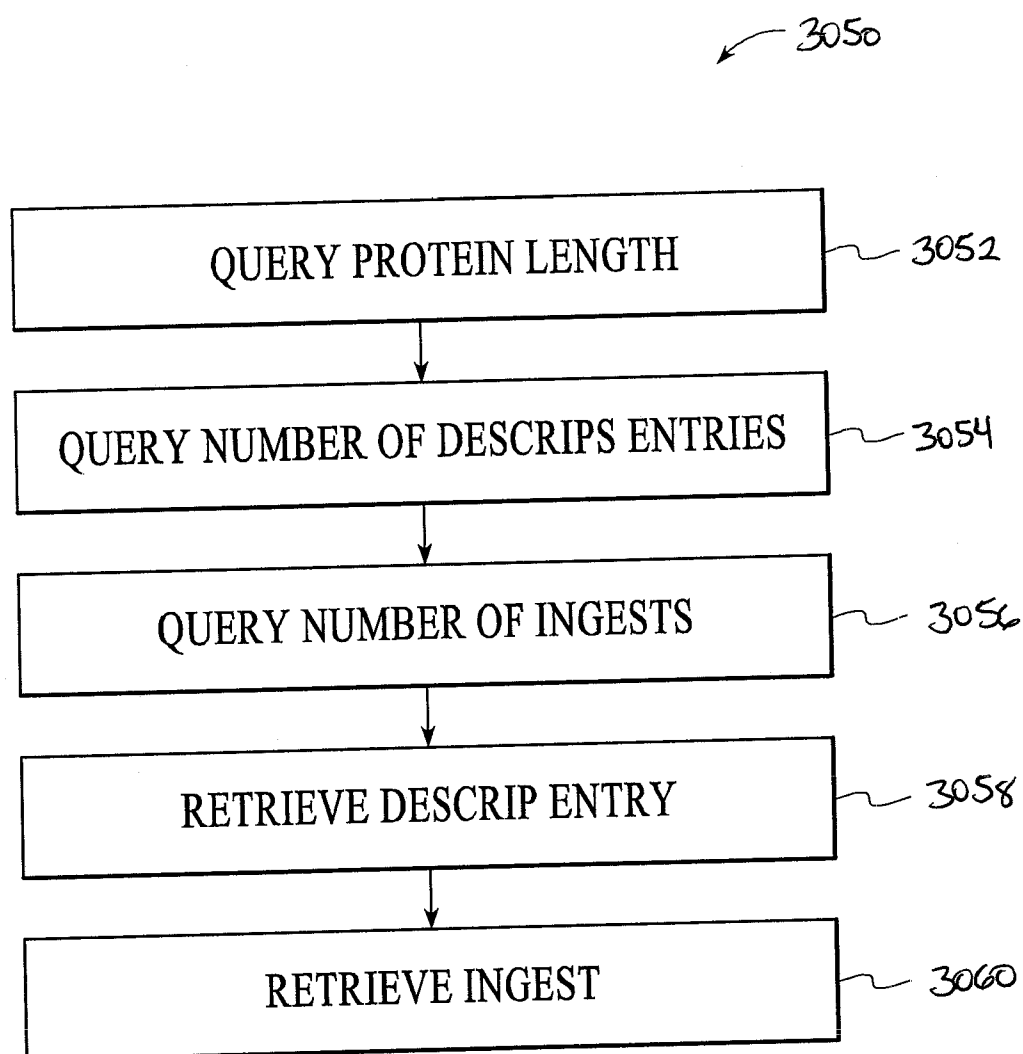 3050
QUERY PROTEIN LENGTH
3052
QUERY NUMBER OF DESCRIPS ENTRIES
3054
QUERY NUMBER OF INGESTS
3056
RETRIEVE DESCRIP ENTRY
3058
RETRIEVE INGEST
3060